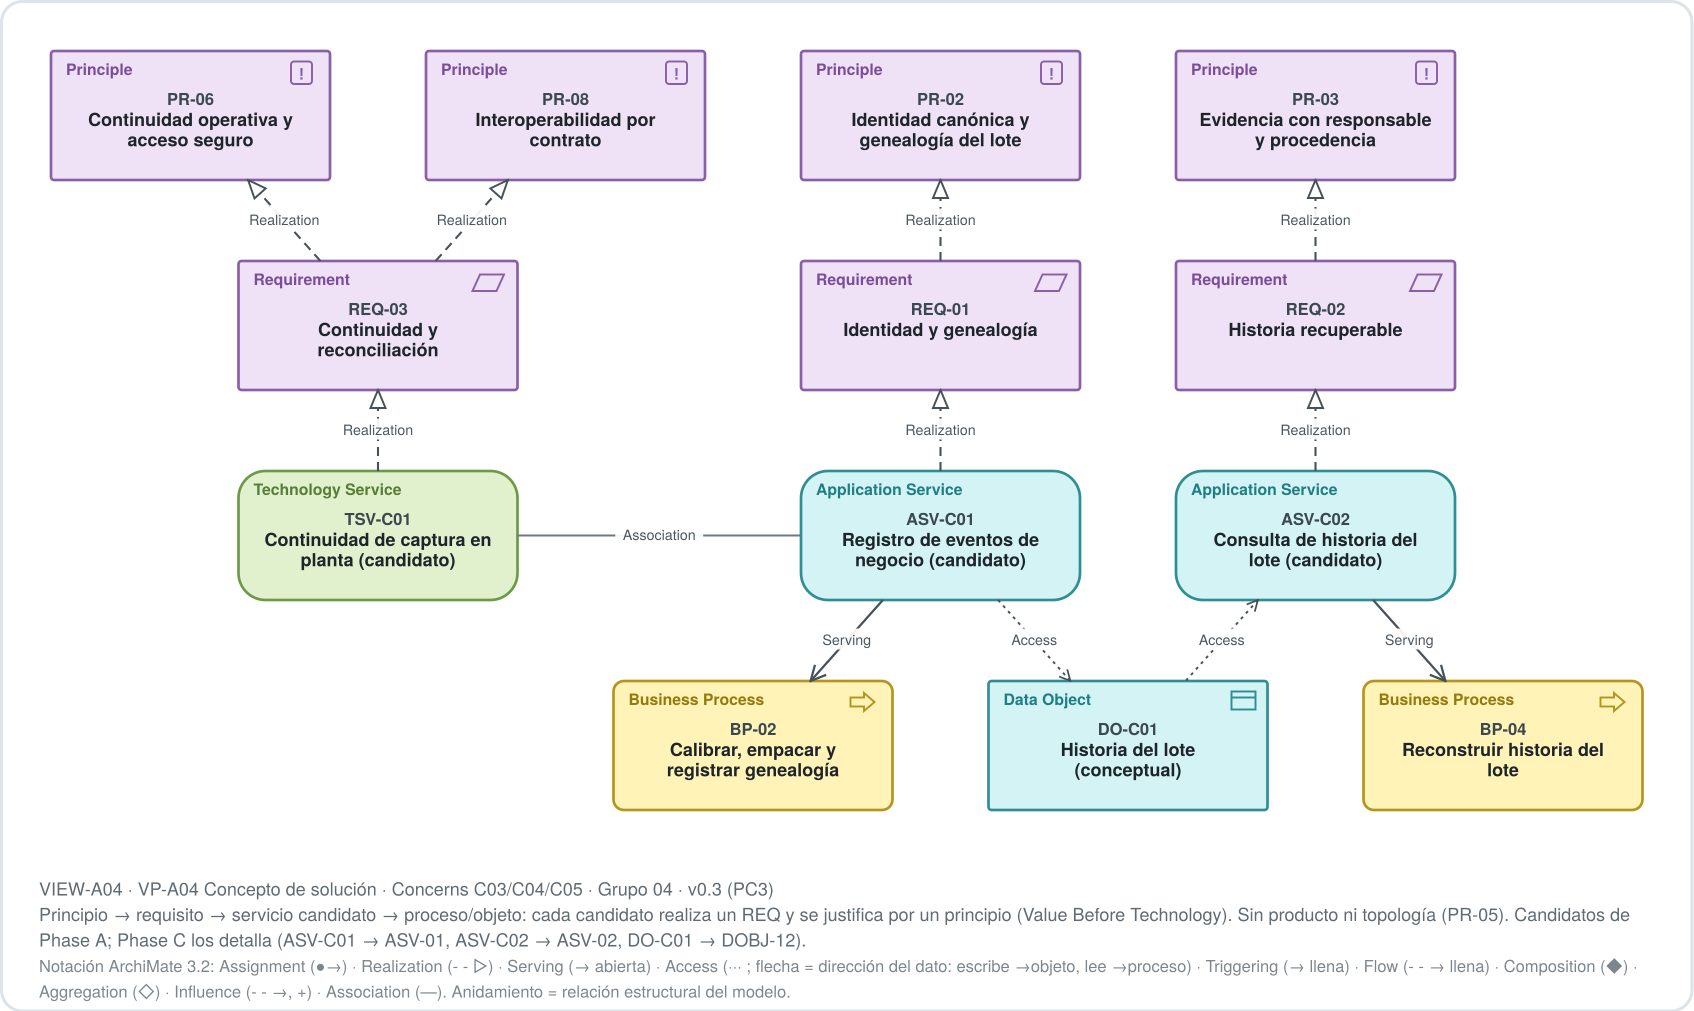 Principle
!
PR-06
Continuidad operativa y
acceso seguro
Principle
!
PR-08
Interoperabilidad por
contrato
Principle
!
PR-02
Identidad canónica y
genealogía del lote
Principle
!
PR-03
Evidencia con responsable
y procedencia
Realization
Realization
Realization
Realization
Requirement
REQ-03
Continuidad y
reconciliación
Requirement
REQ-01
Identidad y genealogía
Requirement
REQ-02
Historia recuperable
Realization
Realization
Realization
Technology Service
TSV-C01
Continuidad de captura en
planta (candidato)
Association
Application Service
ASV-C01
Registro de eventos de
negocio (candidato)
Application Service
ASV-C02
Consulta de historia del
lote (candidato)
Serving
Access
Access
Serving
Business Process
BP-02
Calibrar, empacar y
registrar genealogía
Data Object
DO-C01
Historia del lote
(conceptual)
Business Process
BP-04
Reconstruir historia del
lote
VIEW-A04 · VP-A04 Concepto de solución · Concerns C03/C04/C05 · Grupo 04 · v0.3 (PC3)
Principio → requisito → servicio candidato → proceso/objeto: cada candidato realiza un REQ y se justifica por un principio (Value Before Technology). Sin producto ni topología (PR-05). Candidatos de
Phase A; Phase C los detalla (ASV-C01 → ASV-01, ASV-C02 → ASV-02, DO-C01 → DOBJ-12).
Notación ArchiMate 3.2: Assignment (●→) · Realization (- - ▷) · Serving (→ abierta) · Access (··· ; flecha = dirección del dato: escribe →objeto, lee →proceso) · Triggering (→ llena) · Flow (- - → llena) · Composition (◆) ·
Aggregation (◇) · Influence (- - →, +) · Association (—). Anidamiento = relación estructural del modelo.